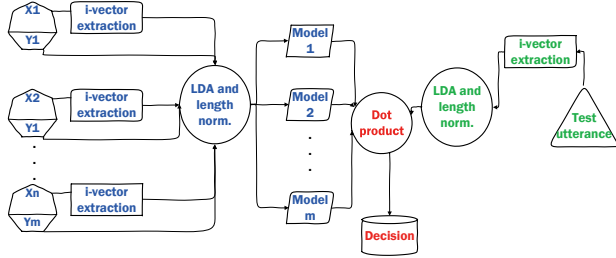 X1
Y1
i-vector
extraction
X2
Y1
i-vector
extraction
.
.
.
Xn
Ym
i-vector
extraction
LDA and
length
norm.
Model
1
Model
2
.
.
.
Model
m
Dot
product
Decision
LDA and
length
norm.
i-vector
extraction
Test
utterance